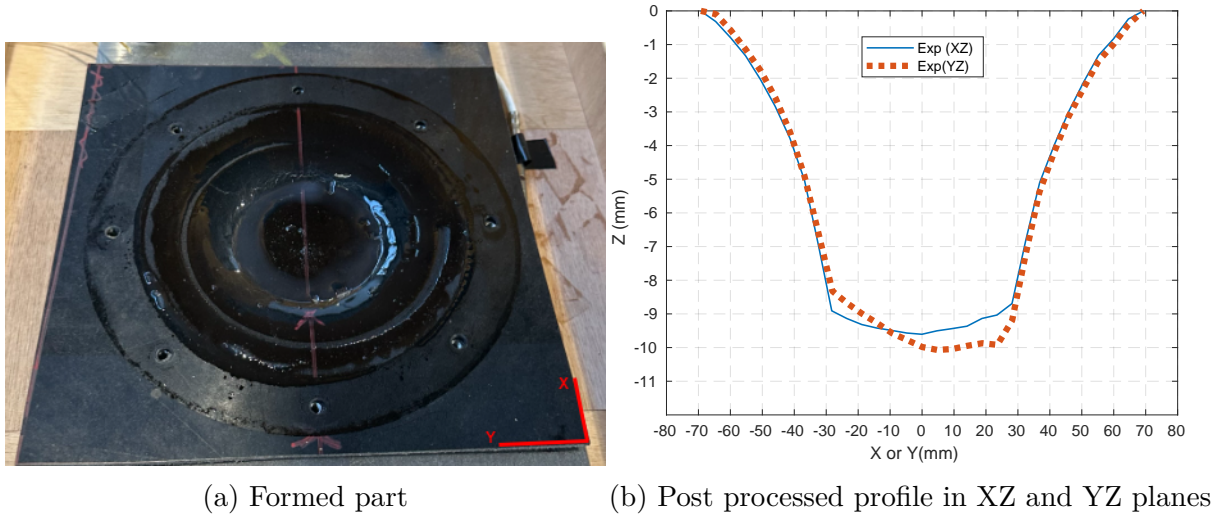 X
Y
0
-1
-2
-3
-4
-5
-6
-7
-8
-9
-10
-11
Z (mm)
Exp (XZ)
Exp(YZ)
-80 -70 -60 -50 -40 -30 -20 -10 0 10 20 30 40 50 60 70 80
X or Y(mm)
(a) Formed part
(b) Post processed profile in XZ and YZ planes